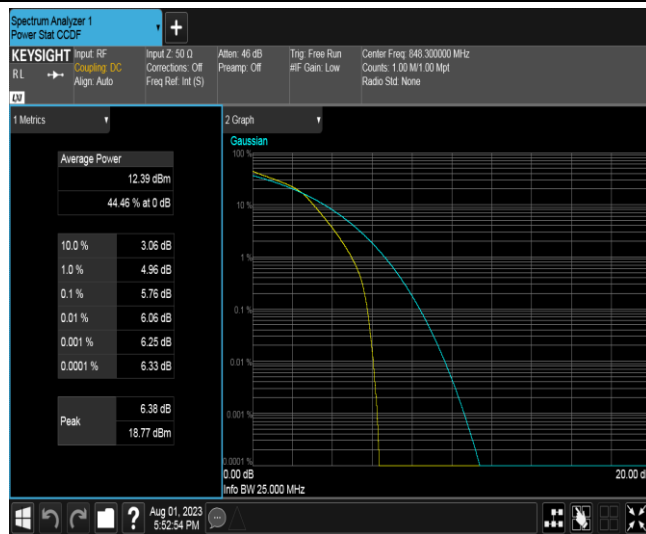 Spectrum Analyzer 1
Power Stat CCDF
+
KEYSIGHT
RL
Input: RF
Coupling: DC
Align: Auto
Input Z: 50 Ω
Corrections: Off
Freq Ref: Int (S)
Atten: 46 dB
Preamp: Off
Trig: Free Run
#IF Gain: Low
Center Freq: 848.300000 MHz
Counts: 1.00 M/1.00 Mpt
Radio Std: None
LXI
1 Metrics
Average Power
12.39 dBm
44.46 % at 0 dB
10.0 % 3.06 dB
1.0 % 4.96 dB
0.1 % 5.76 dB
0.01 % 6.06 dB
0.001 % 6.25 dB
0.0001 % 6.33 dB
Peak
6.38 dB
18.77 dBm
2 Graph
Gaussian
100 %
10 %
1 %
0.1 %
0.01 %
0.001 %
0.0001 %
0.00 dB
20.00 d
Info BW 25.000 MHz
?
Aug 01, 2023
5:52:54 PM